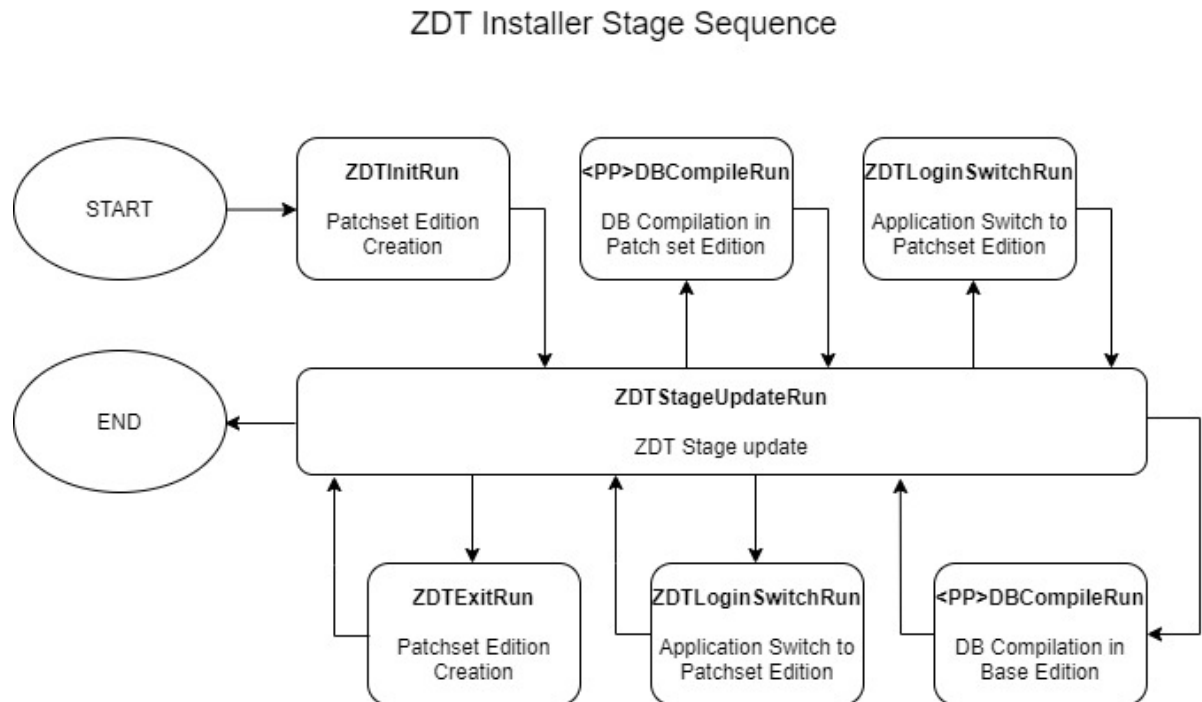 ZDT Installer Stage Sequence
START
ZDTInitRun
Patchset Edition
Creation
<PP>DBCompileRun
DB Compilation in
Patch set Edition
ZDTLoginSwitchRun
Application Switch to
Patchset Edition
END
ZDTStageUpdateRun
ZDT Stage update
ZDTExitRun
Patchset Edition
Creation
ZDTLoginSwitchRun
Application Switch to
Patchset Edition
<PP>DBCompileRun
DB Compilation in
Base Edition